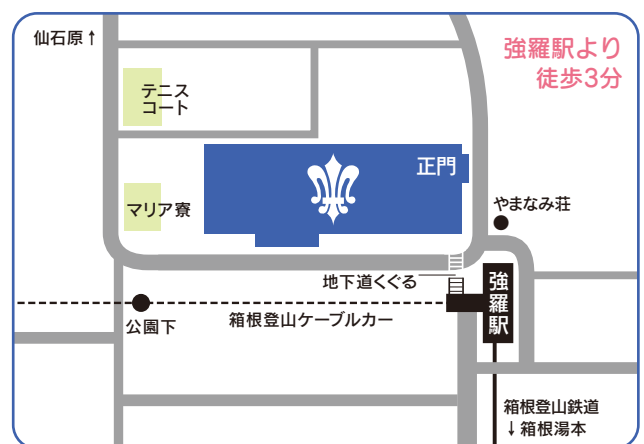 仙石原↑
強羅駅より
徒歩3分
テニス
コート
正門
マリア寮
やまなみ荘
地下道くぐる
強羅駅
公園下
箱根登山ケーブルカー
箱根登山鉄道
↓箱根湯本